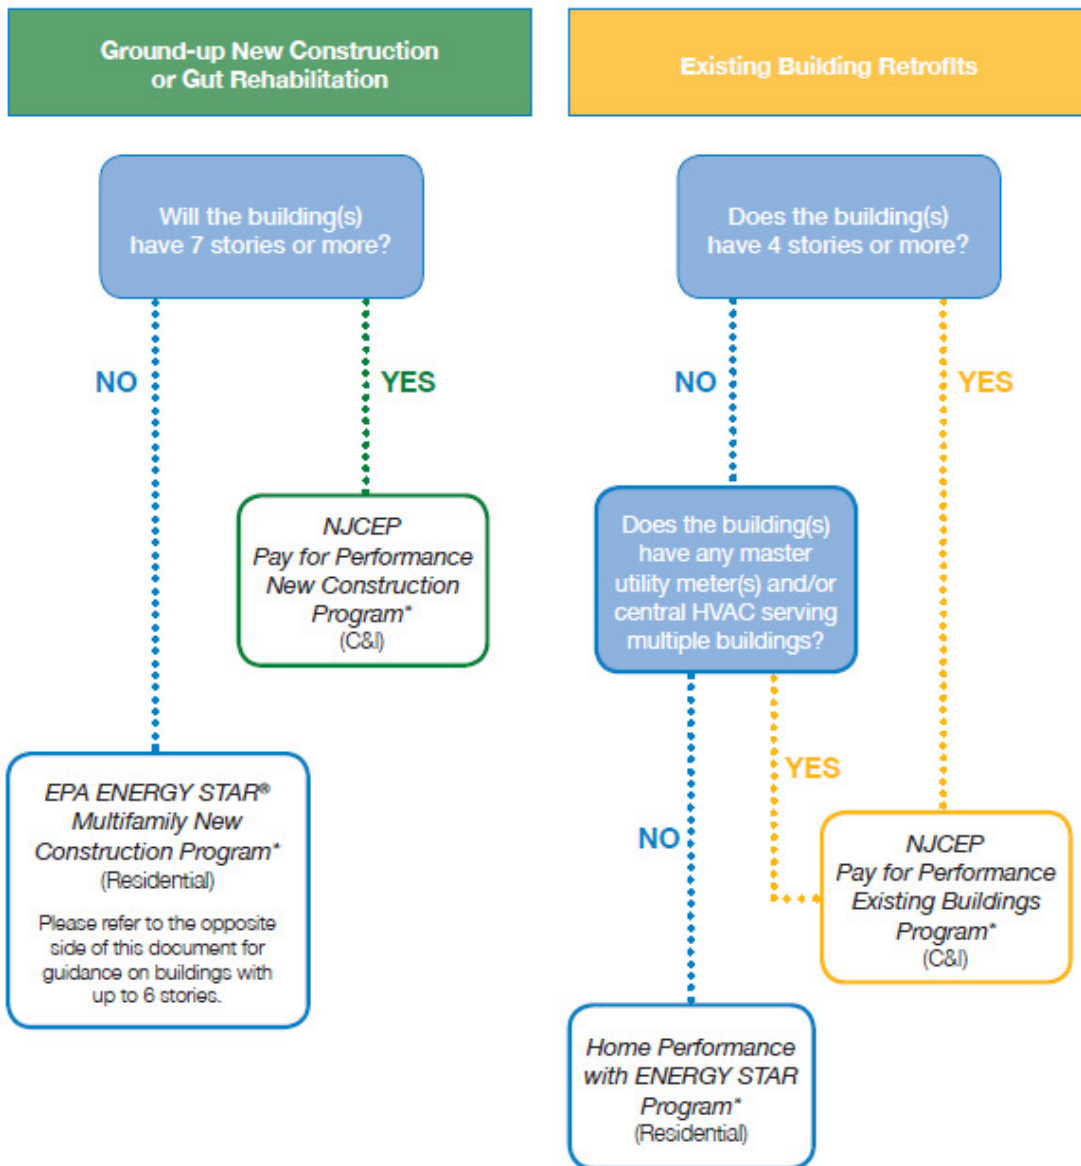 Ground-up New Construction
or Gut Rehabilitation
Existing Building Retrofits
Will the building(s)
have 7 stories or more?
Does the building(s)
have 4 stories or more?
NO
YES
NO
YES
NJCEP
Pay for Performance
New Construction
Program*
(C&I)
Does the building(s)
have any master
utility meter(s) and/or
central HVAC serving
multiple buildings?
EPA ENERGY STAR®
Multifamily New
Construction Program*
(Residential)
Please refer to the opposite
side of this document for
guidance on buildings with
up to 6 stories.
NO
YES
NJCEP
Pay for Performance
Existing Buildings
Program*
(C&I)
Home Performance
with ENERGY STAR
Program*
(Residential)